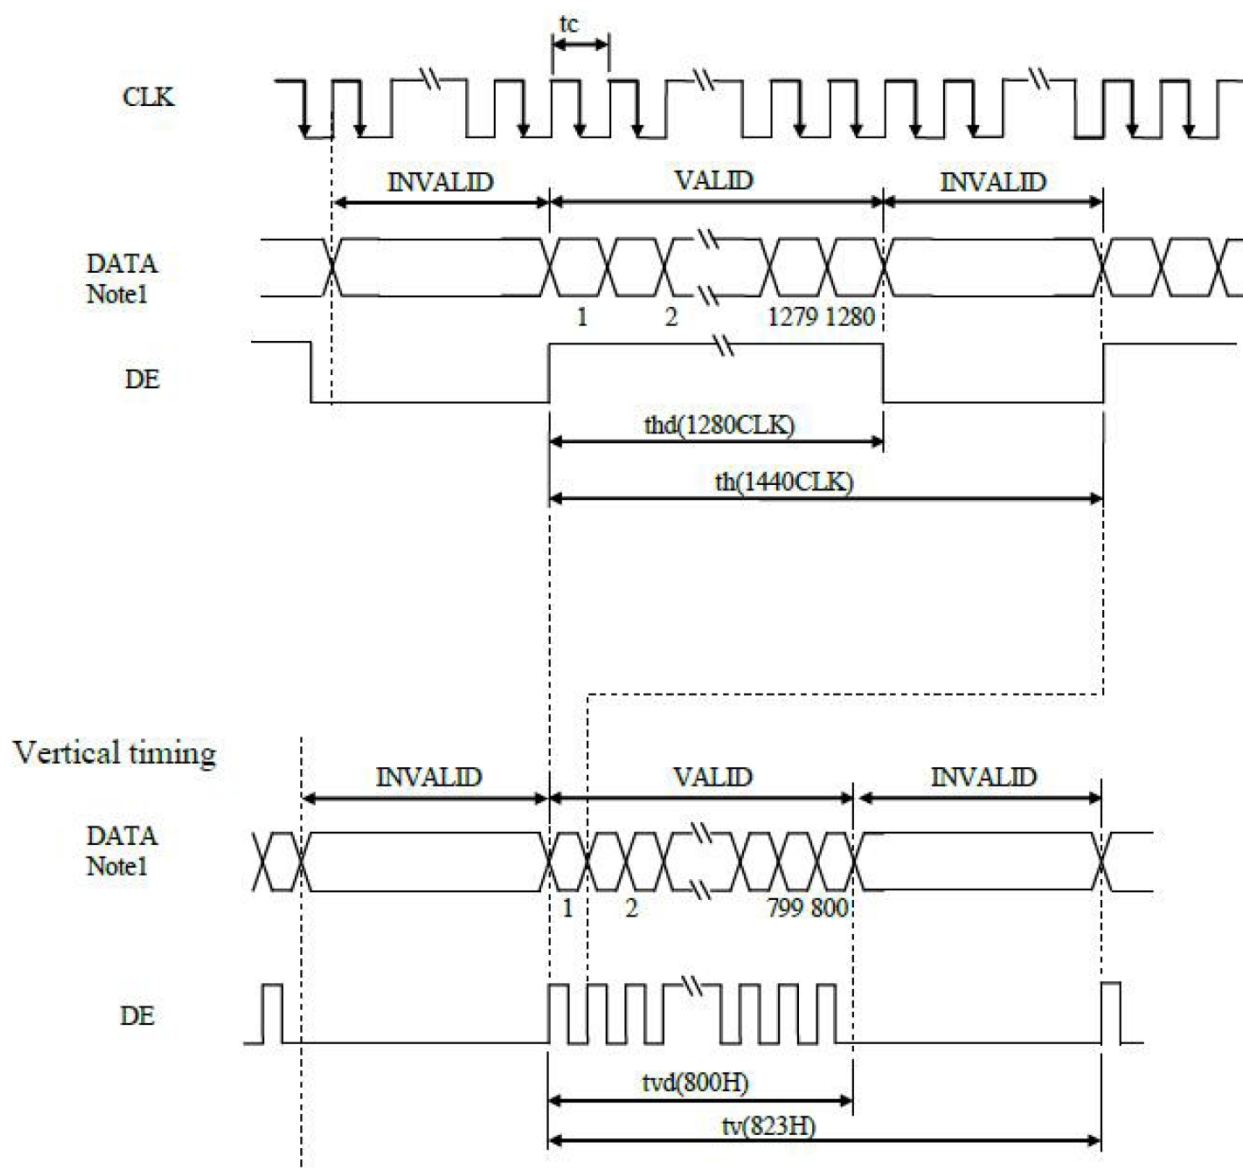 tc
CLK
INVALID VALID INVALID
DATA
Note1
1 2 1279 1280
DE
thd(1280CLK)
th(1440CLK)
Vertical timing
INVALID VALID INVALID
DATA
Note1
1 2 799 800
DE
tvd(800H)
tv(823H)